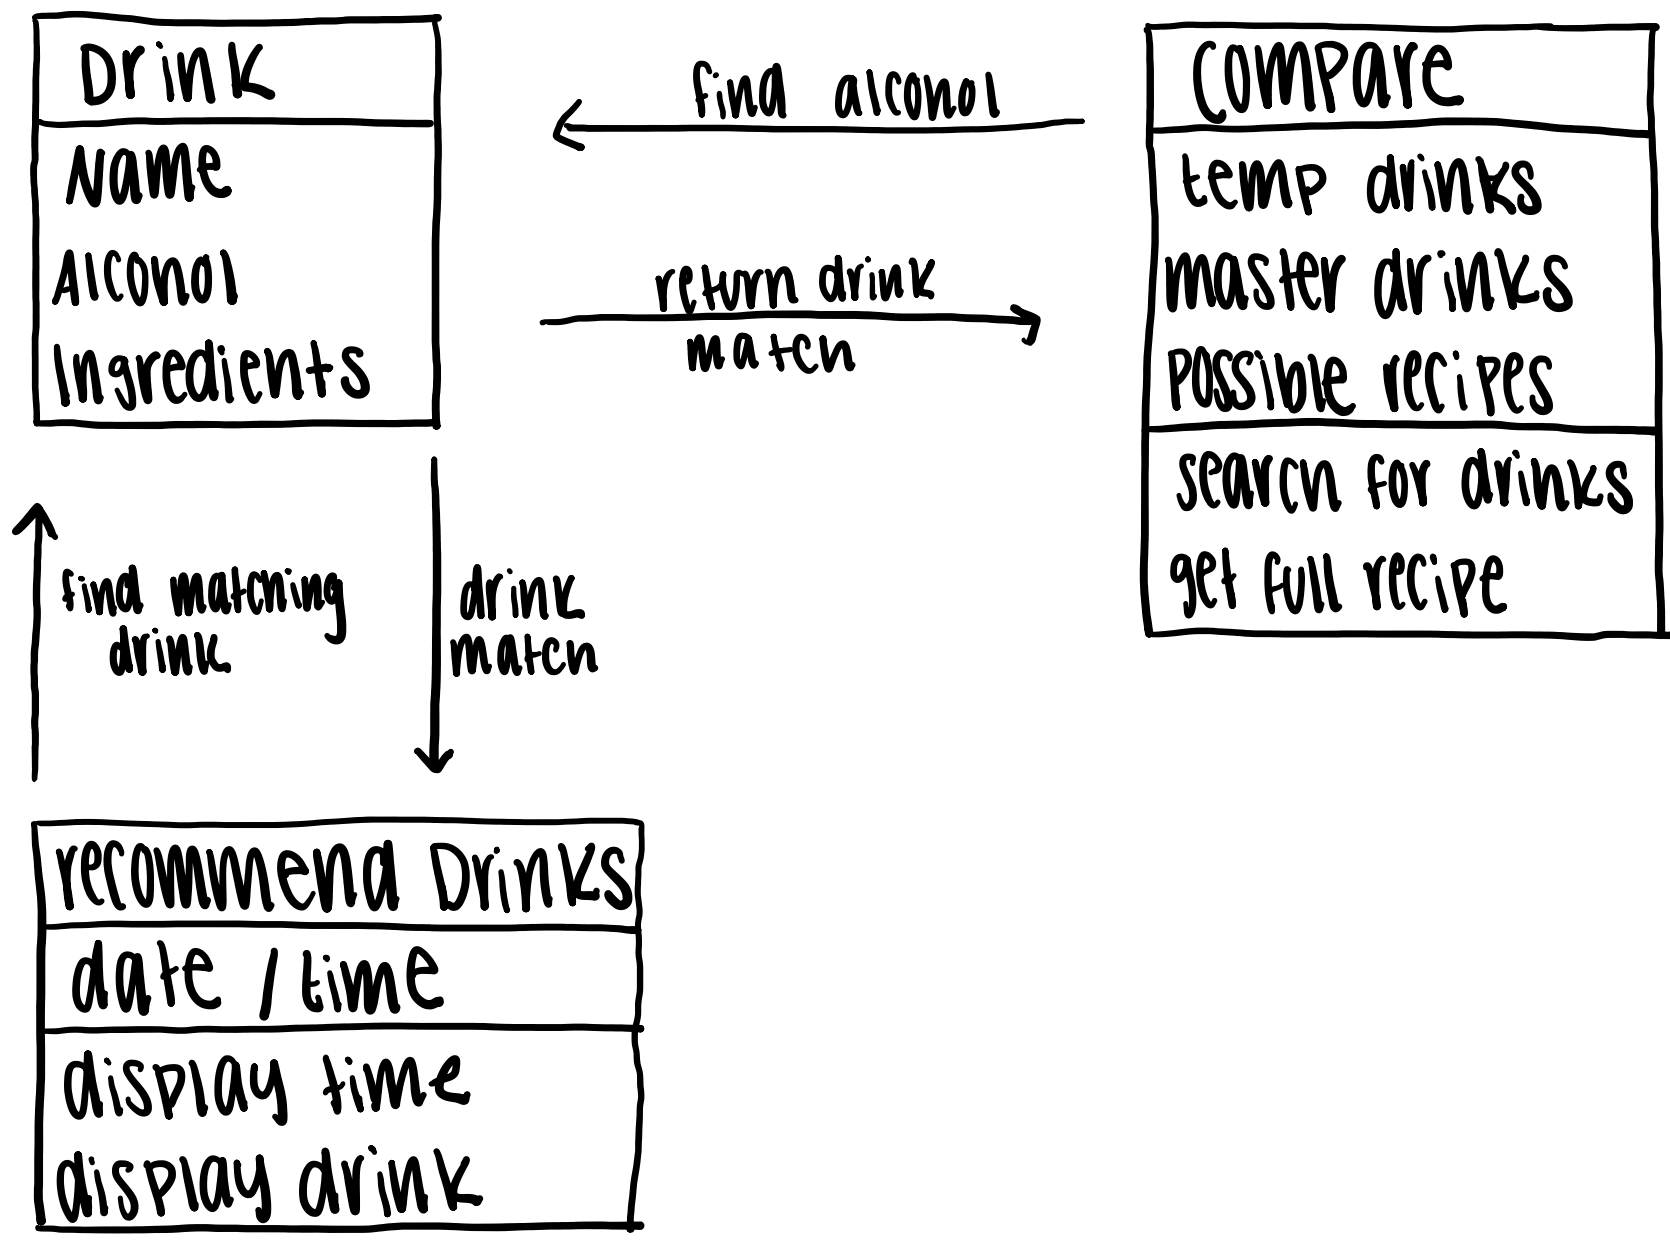 Drink
Name
Alcohol
Ingredients
find alcohol
return drink
match
Compare
temp drinks
master drinks
possible recipes
search for drinks
get full recipe
find matching
drink
drink
match
recommend Drinks
date / time
display time
display drink